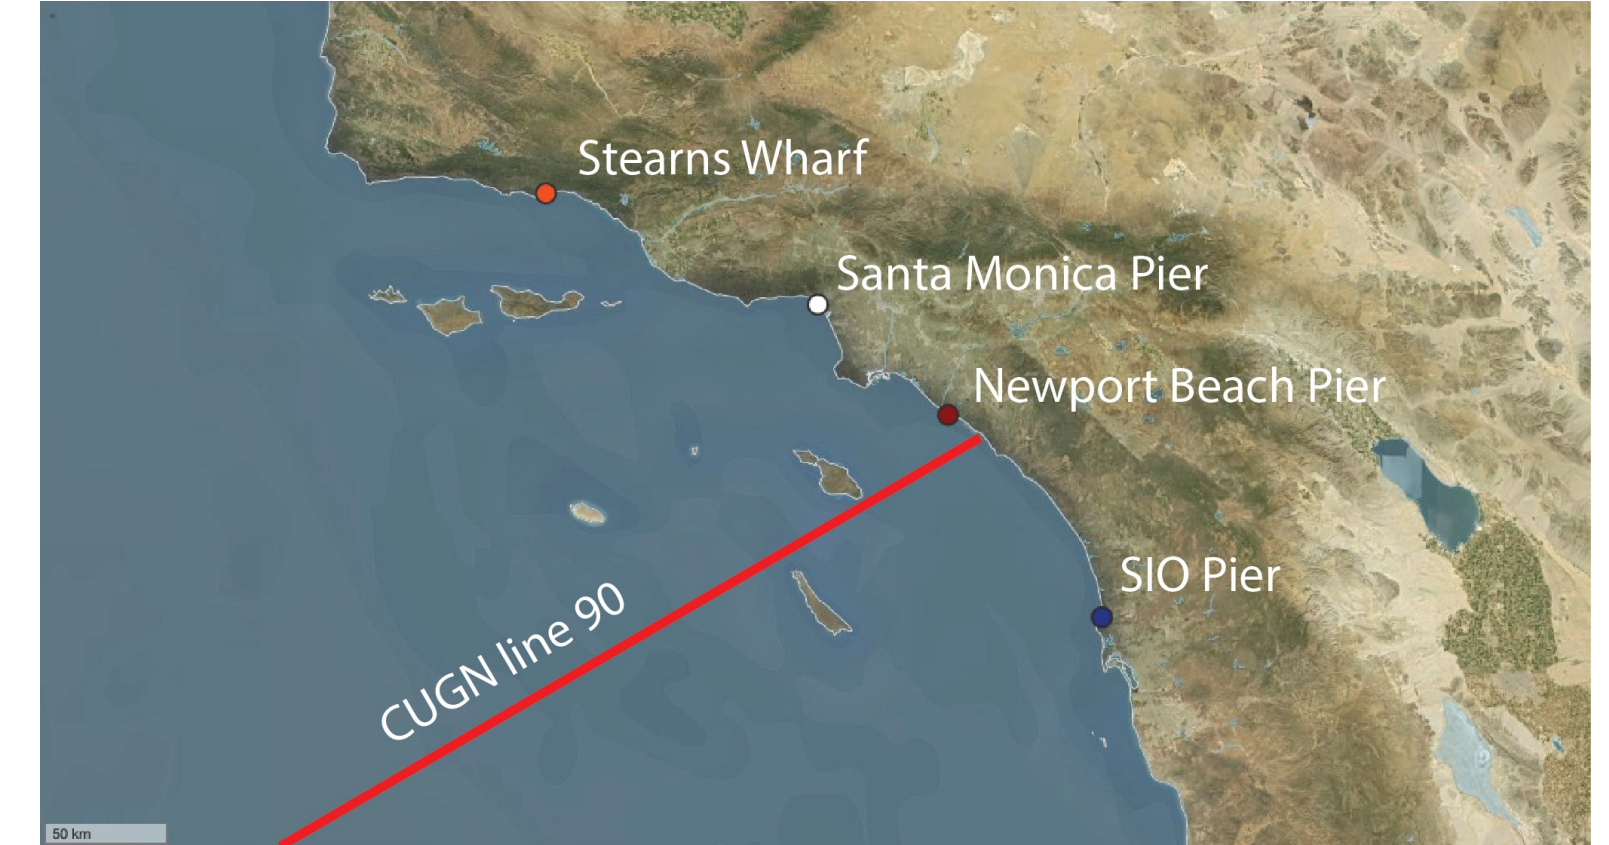 Stearns Wharf
Santa Monica Pier
Newport Beach Pier
SIO Pier
CUGN line 90
50 km